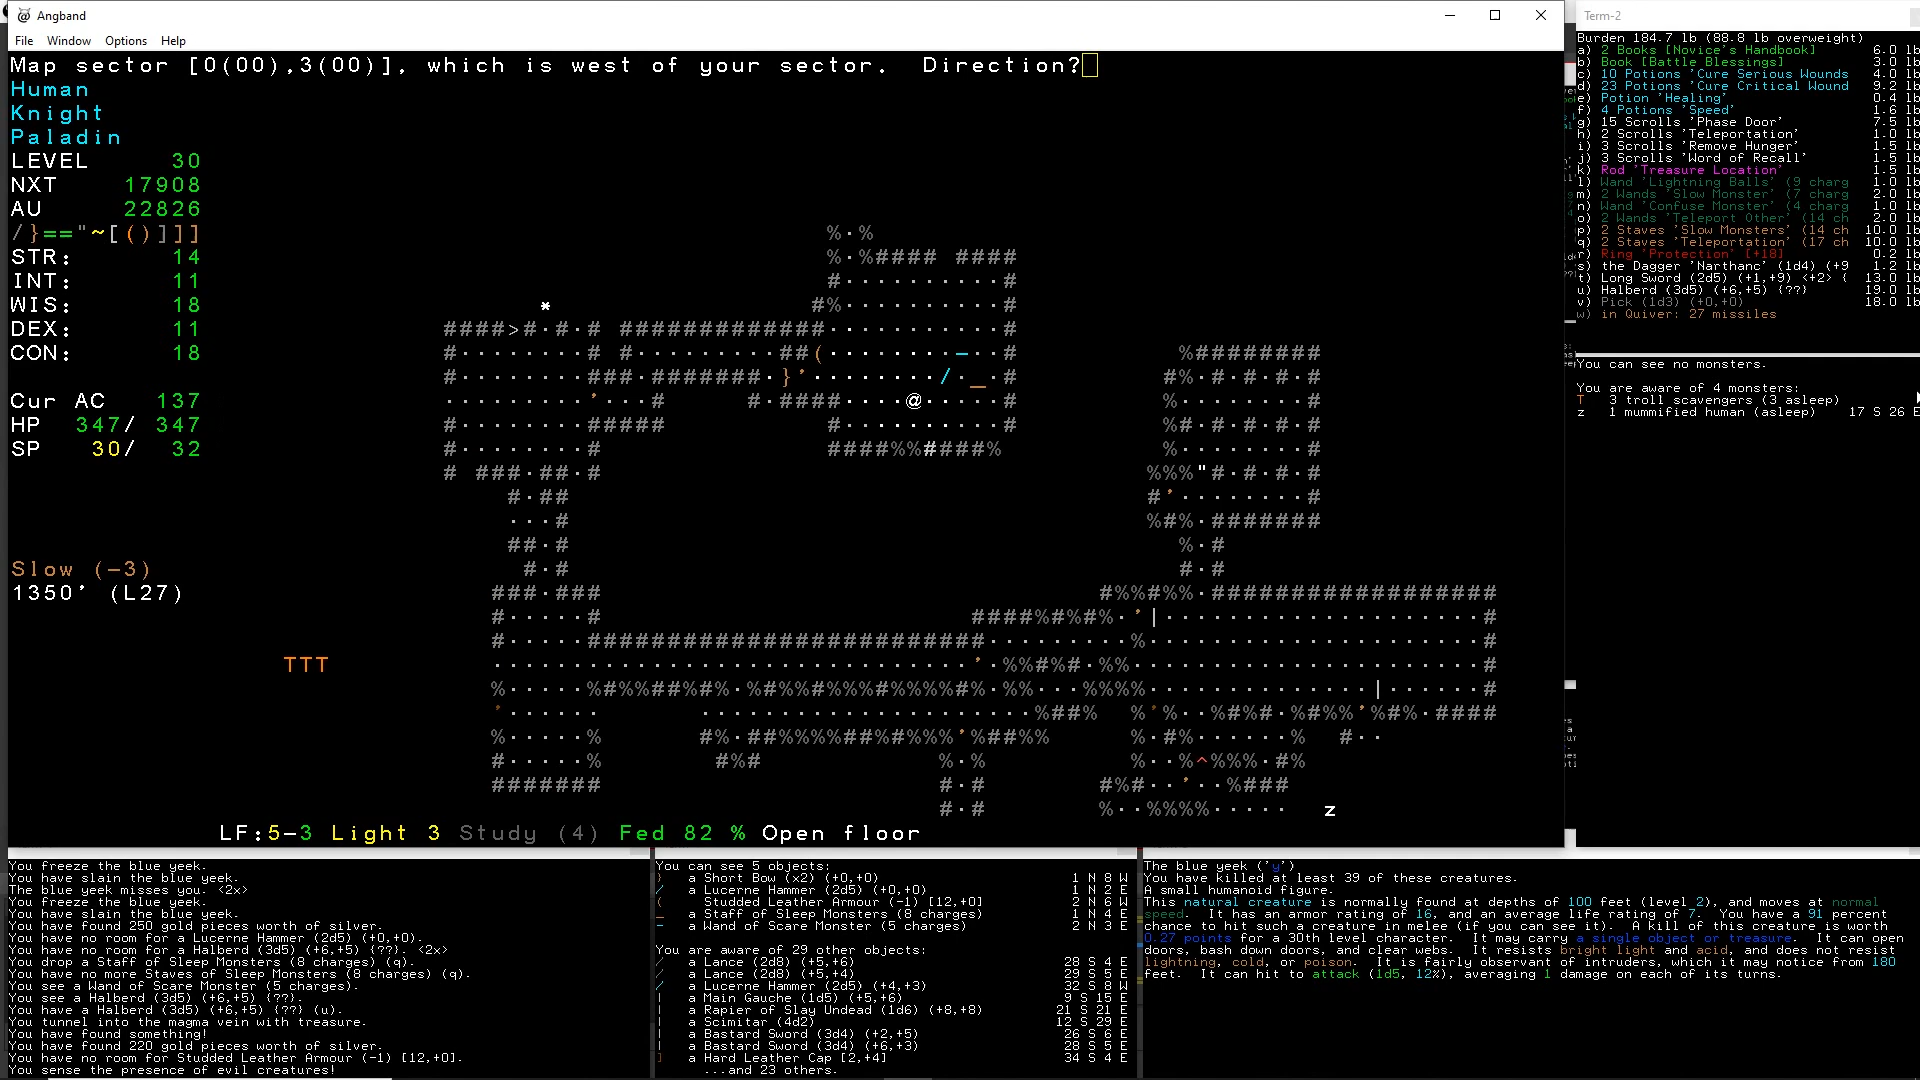 Angband
File Window Options Help
Map sector [0(00),3(00)], which is west of your sector.  Direction?
Human
Knight
Paladin
LEVEL 30
NXT 17908
AU 22826
/}=="~[()]]]
STR: 14
INT: 11
WIS: 18
DEX: 11
CON: 18
Cur AC 137
HP 347/ 347
SP 30/ 32
Slow (-3)
1350' (L27)
TTT
z
LF:5-3 Light 3 Study (4) Fed 82 % Open floor
Term-2
Burden 184.7 lb (88.8 lb overweight)
a) 2 Books [Novice's Handbook] 6.0 lb
b) Book [Battle Blessings] 3.0 lb
c) 10 Potions 'Cure Serious Wounds 4.0 lb
d) 23 Potions 'Cure Critical Wound 9.2 lb
e) Potion 'Healing' 0.4 lb
f) 4 Potions 'Speed' 1.6 lb
g) 15 Scrolls 'Phase Door' 7.5 lb
h) 2 Scrolls 'Teleportation' 1.0 lb
i) 3 Scrolls 'Remove Hunger' 1.5 lb
j) 3 Scrolls 'Word of Recall' 1.5 lb
k) Rod 'Treasure Location' 1.5 lb
l) Wand 'Lightning Balls' (9 charg 1.0 lb
m) 2 Wands 'Slow Monster' (7 charg 2.0 lb
n) Wand 'Confuse Monster' (4 charg 1.0 lb
o) 2 Wands 'Teleport Other' (14 ch 2.0 lb
p) 2 Staves 'Slow Monsters' (14 ch 10.0 lb
q) 2 Staves 'Teleportation' (17 ch 10.0 lb
r) Ring 'Protection' [+18] 0.2 lb
s) the Dagger 'Narthanc' (1d4) (+9 1.2 lb
t) Long Sword (2d5) (+1,+9) <+2> { 13.0 lb
u) Halberd (3d5) (+6,+5) {??} 19.0 lb
v) Pick (1d3) (+0,+0) 18.0 lb
w) in Quiver: 27 missiles
You can see no monsters.
You are aware of 4 monsters:
T 3 troll scavengers (3 asleep)
z 1 mummified human (asleep) 17 S 26 E
You freeze the blue yeek.
You have slain the blue yeek.
The blue yeek misses you. <2x>
You freeze the blue yeek.
You have slain the blue yeek.
You have found 250 gold pieces worth of silver.
You have no room for a Lucerne Hammer (2d5) (+0,+0).
You have no room for a Halberd (3d5) (+6,+5) {??}. <2x>
You drop a Staff of Sleep Monsters (8 charges) (q).
You have no more Staves of Sleep Monsters (8 charges) (q).
You see a Wand of Scare Monster (5 charges).
You see a Halberd (3d5) (+6,+5) {??}.
You have a Halberd (3d5) (+6,+5) {??} (u).
You tunnel into the magma vein with treasure.
You have found something!
You have found 220 gold pieces worth of silver.
You have no room for Studded Leather Armour (-1) [12,+0].
You sense the presence of evil creatures!
You can see 5 objects:
} a Short Bow (x2) (+0,+0) 1 N 8 W
/ a Lucerne Hammer (2d5) (+0,+0) 1 N 2 E
( Studded Leather Armour (-1) [12,+0] 2 N 6 W
_ a Staff of Sleep Monsters (8 charges) 1 N 4 E
- a Wand of Scare Monster (5 charges) 2 N 3 E
You are aware of 29 other objects:
/ a Lance (2d8) (+5,+6) 28 S 4 E
/ a Lance (2d8) (+5,+4) 29 S 5 E
/ a Lucerne Hammer (2d5) (+4,+3) 32 S 8 W
| a Main Gauche (1d5) (+5,+6) 9 S 15 E
| a Rapier of Slay Undead (1d6) (+8,+8) 21 S 21 E
| a Scimitar (4d2) 12 S 29 E
| a Bastard Sword (3d4) (+2,+5) 26 S 6 E
| a Bastard Sword (3d4) (+6,+3) 28 S 5 E
] a Hard Leather Cap [2,+4] 34 S 4 E
...and 23 others.
The blue yeek ('y')
You have killed at least 39 of these creatures.
A small humanoid figure.
This natural creature is normally found at depths of 100 feet (level 2), and moves at normal
speed.  It has an armor rating of 16, and an average life rating of 7.  You have a 91 percent
chance to hit such a creature in melee (if you can see it).  A kill of this creature is worth
0.27 points for a 30th level character.  It may carry a single object or treasure.  It can open
doors, bash down doors, and clear webs.  It resists bright light and acid, and does not resist
lightning, cold, or poison.  It is fairly observant of intruders, which it may notice from 180
feet.  It can hit to attack (1d5, 12%), averaging 1 damage on each of its turns.